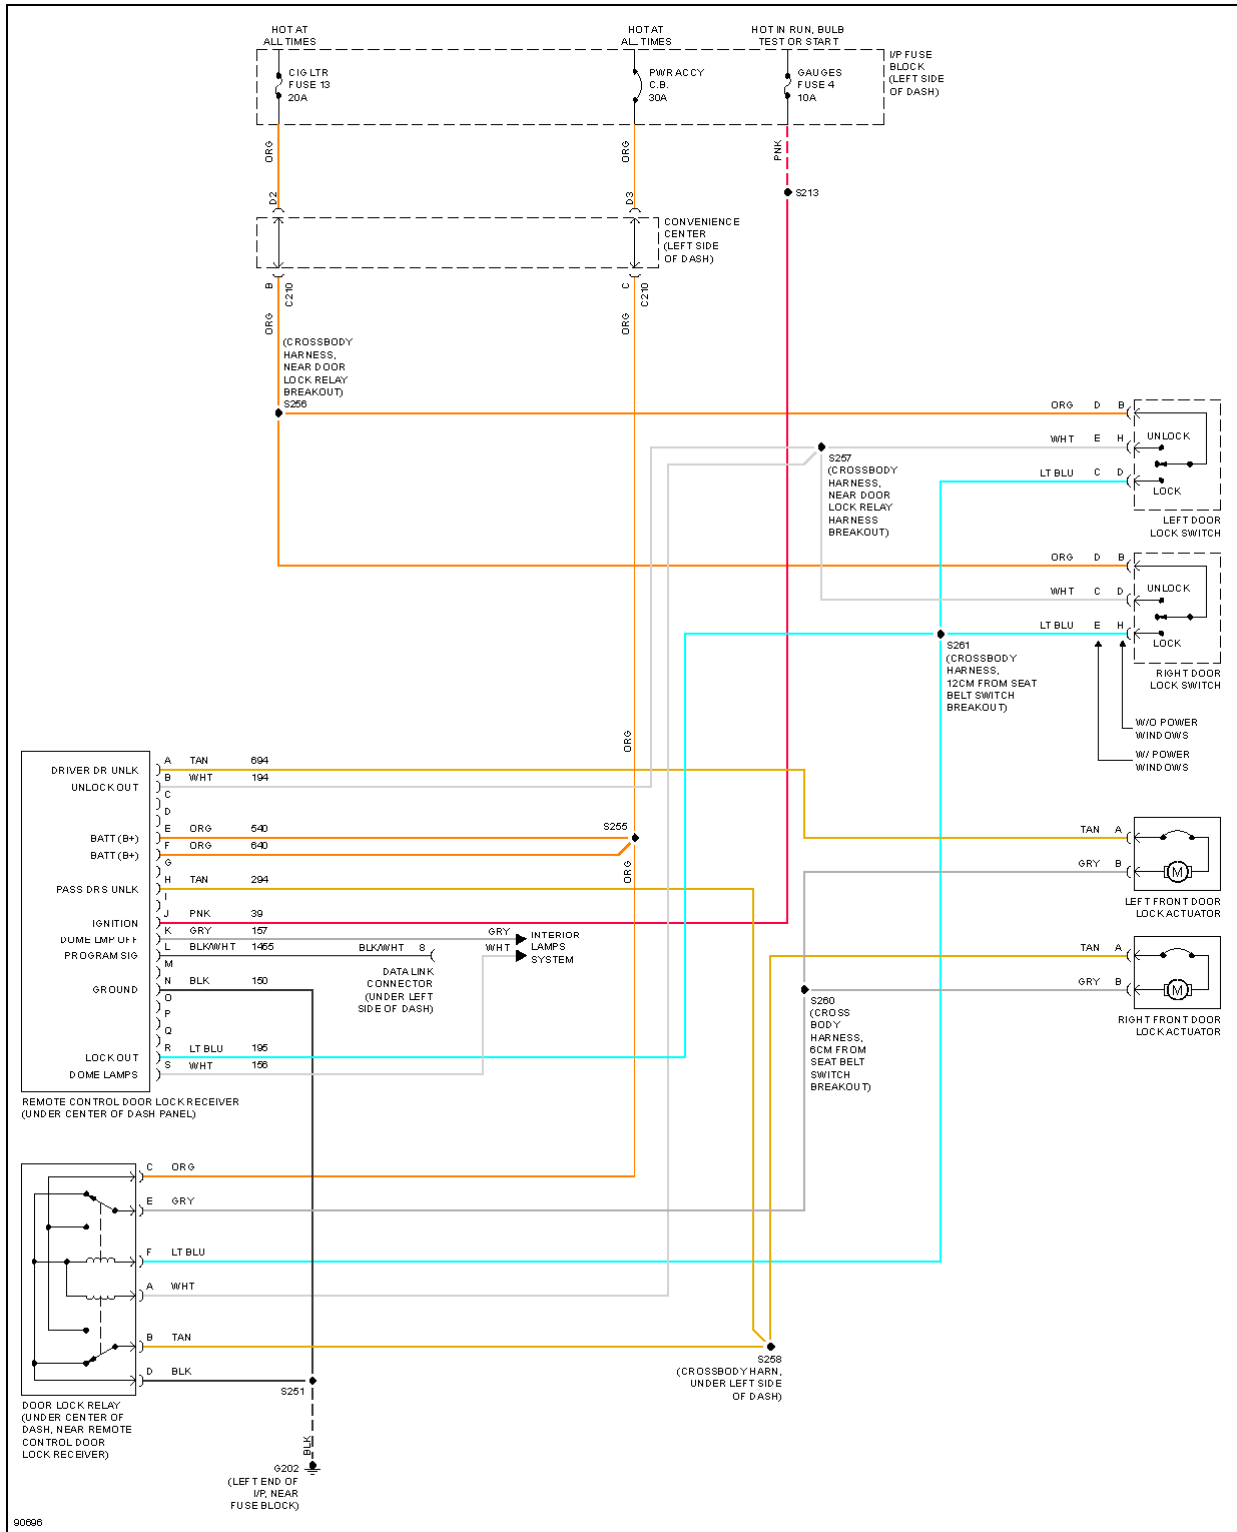 HOT AT
ALL TIMES
HOT AT
ALL TIMES
HOT IN RUN, BULB
TEST OR START
I/P FUSE
BLOCK
(LEFT SIDE
OF DASH)
CIG LTR
FUSE 13
20A
PWR ACCY
C.B.
30A
GAUGES
FUSE 4
10A
ORG
ORG
PNK
D2
D3
S213
CONVENIENCE
CENTER
(LEFT SIDE
OF DASH)
B
C210
C
C210
ORG
ORG
(CROSSBODY
HARNESS,
NEAR DOOR
LOCK RELAY
BREAKOUT)
S256
ORG D B
WHT E H
UNLOCK
LT BLU C D
LOCK
LEFT DOOR
LOCK SWITCH
S257
(CROSSBODY
HARNESS,
NEAR DOOR
LOCK RELAY
HARNESS
BREAKOUT)
ORG D B
WHT C D
UNLOCK
LT BLU E H
LOCK
RIGHT DOOR
LOCK SWITCH
S261
(CROSSBODY
HARNESS,
12CM FROM SEAT
BELT SWITCH
BREAKOUT)
W/O POWER
WINDOWS
W/ POWER
WINDOWS
ORG
DRIVER DR UNLK A TAN 694
UNLOCK OUT B WHT 194
C
D
BATT (B+) E ORG 540
S255
BATT (B+) F ORG 640
G
ORG
PASS DRS UNLK H TAN 294
I
IGNITION J PNK 39
DOME LMP OFF K GRY 157
GRY
PROGRAM SIG L BLK/WHT 1455
BLK/WHT 8
WHT
INTERIOR
LAMPS
SYSTEM
M
DATA LINK
CONNECTOR
(UNDER LEFT
SIDE OF DASH)
GROUND N BLK 150
O
P
Q
LOCK OUT R LT BLU 195
DOME LAMPS S WHT 156
REMOTE CONTROL DOOR LOCK RECEIVER
(UNDER CENTER OF DASH PANEL)
TAN A
GRY B
M
LEFT FRONT DOOR
LOCK ACTUATOR
TAN A
GRY B
M
RIGHT FRONT DOOR
LOCK ACTUATOR
S260
(CROSS
BODY
HARNESS,
6CM FROM
SEAT BELT
SWITCH
BREAKOUT)
C ORG
E GRY
F LT BLU
A WHT
B TAN
D BLK
S251
S258
(CROSSBODY HARN,
UNDER LEFT SIDE
OF DASH)
DOOR LOCK RELAY
(UNDER CENTER OF
DASH, NEAR REMOTE
CONTROL DOOR
LOCK RECEIVER)
BLK
G202
(LEFT END OF
I/P, NEAR
FUSE BLOCK)
90696